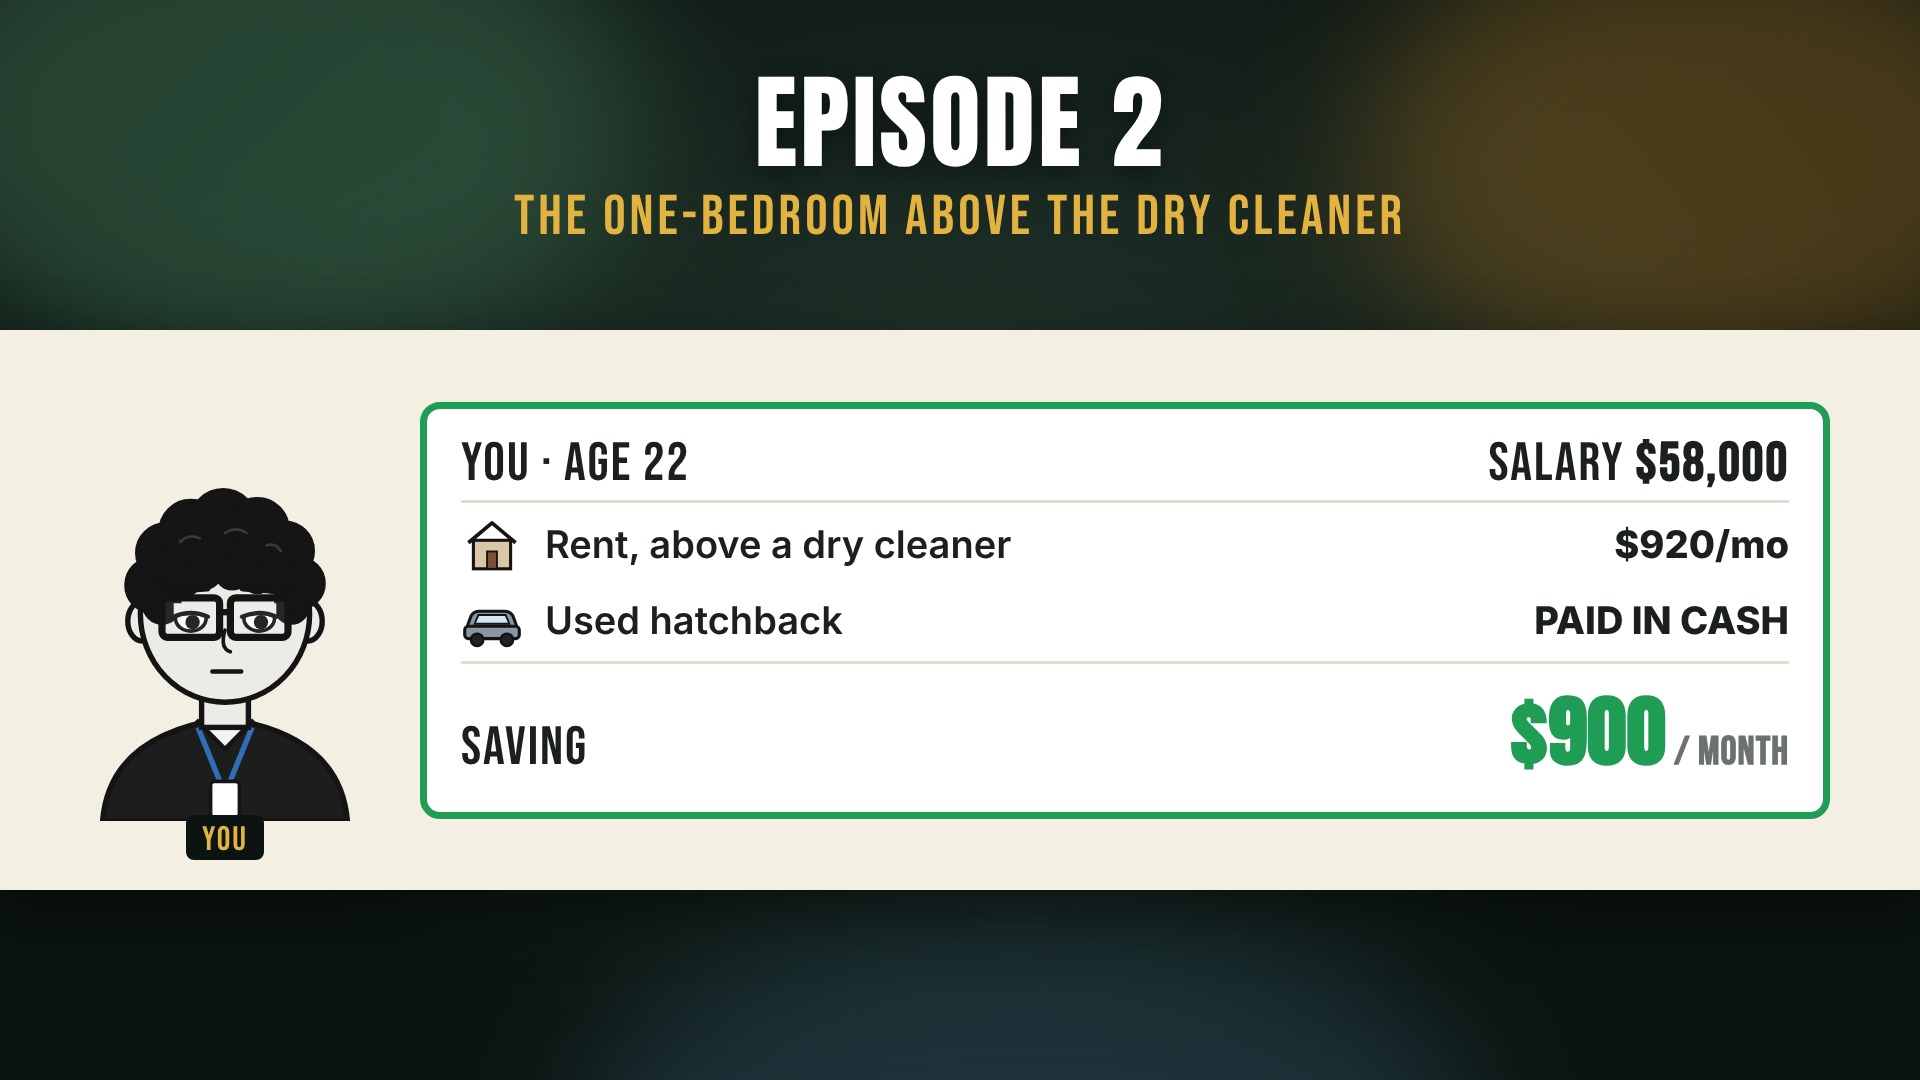 EPISODE 2
THE ONE-BEDROOM ABOVE THE DRY CLEANER
YOU · AGE 22 SALARY $58,000
Rent, above a dry cleaner $920/mo
Used hatchback PAID IN CASH
SAVING $900 / MONTH
YOU